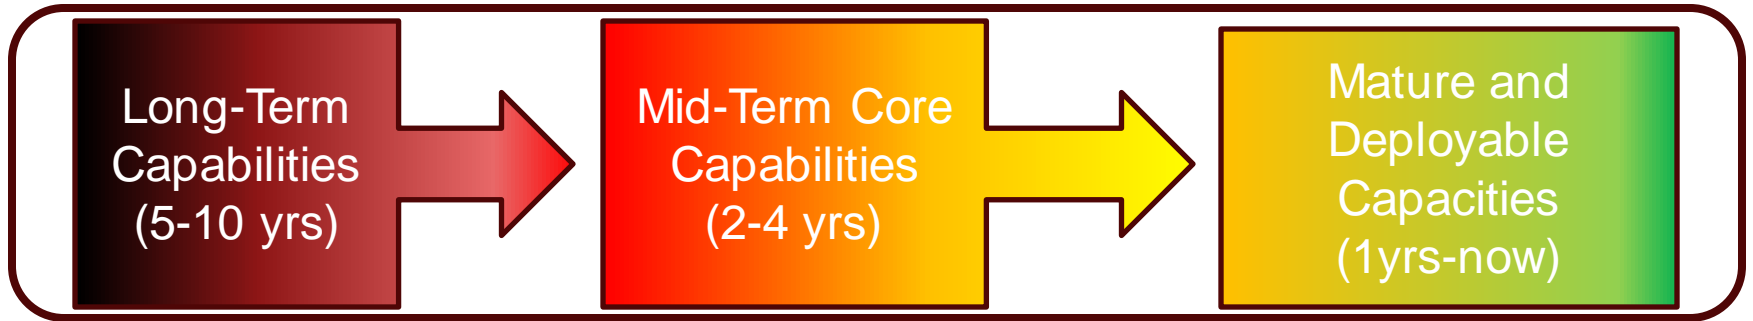 Long-Term
Capabilities
(5-10 yrs)
Mid-Term Core
Capabilities
(2-4 yrs)
Mature and
Deployable
Capacities
(1yrs-now)